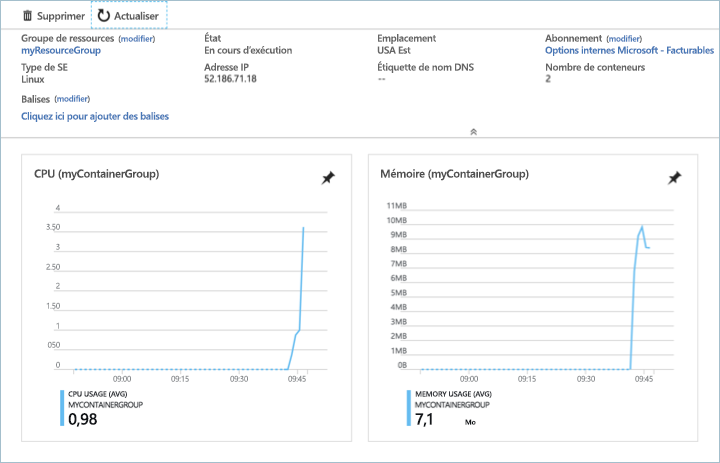 Supprimer Actualiser
Groupe de ressources (modifier) État Emplacement Abonnement (modifier)
myResourceGroup En cours d'exécution USA Est Options internes Microsoft - Facturables
Type de SE Adresse IP Étiquette de nom DNS Nombre de conteneurs
Linux 52.186.71.18 -- 2
Balises (modifier)
Cliquez ici pour ajouter des balises
CPU (myContainerGroup)
4
3.50
3
2.50
2
1.50
1
050
0
09:00 09:15 09:30 09:45
CPU USAGE (AVG)
MYCONTAINERGROUP
0,98
Mémoire (myContainerGroup)
11MB
10MB
9MB
8MB
7MB
6MB
5MB
4MB
3MB
2MB
1MB
0B
09:00 09:15 09:30 09:45
MEMORY USAGE (AVG)
MYCONTAINERGROUP
7,1 Mo